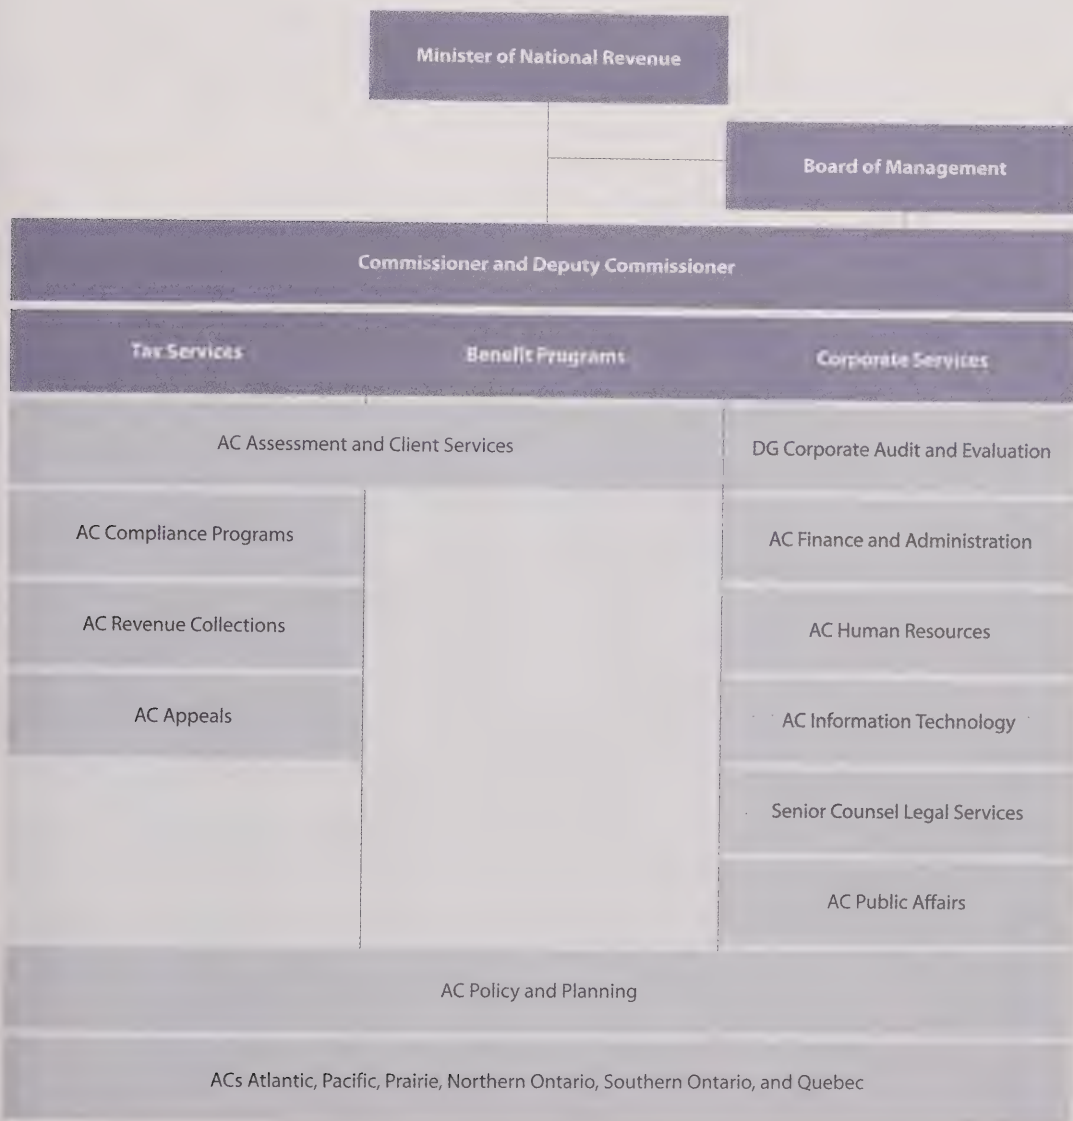 Minister of National Revenue
Board of Management
Commissioner and Deputy Commissioner
Tax Services
Benefit Programs
Corporate Services
AC Assessment and Client Services
DG Corporate Audit and Evaluation
AC Compliance Programs
AC Finance and Administration
AC Revenue Collections
AC Human Resources
AC Appeals
AC Information Technology
Senior Counsel Legal Services
AC Public Affairs
AC Policy and Planning
ACs Atlantic, Pacific, Prairie, Northern Ontario, Southern Ontario, and Quebec